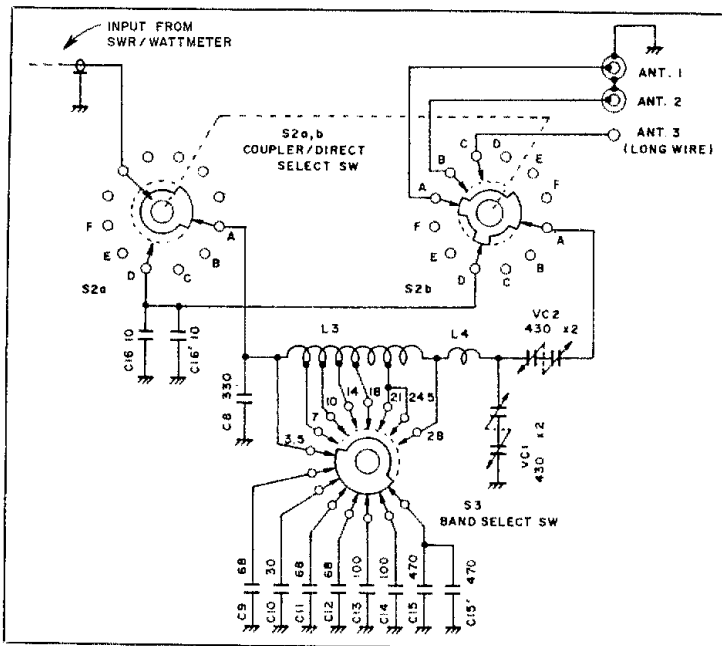 INPUT FROM
SWR/WATTMETER
ANT. 1
ANT. 2
ANT. 3
(LONG WIRE)
S2a,b
COUPLER/DIRECT
SELECT SW
A
B
C
D
E
F
S2a
A
B
C
D
E
F
A
B
C
D
E
F
S2b
C16 10
C16' 10
C8 330
L3
L4
VC2
430 x2
VC1
430 x2
3.5
7
10
14
18
21
24.5
28
S3
BAND SELECT SW
C9 68
C10 30
C11 68
C12 68
C13 100
C14 100
C15 470
C15' 470